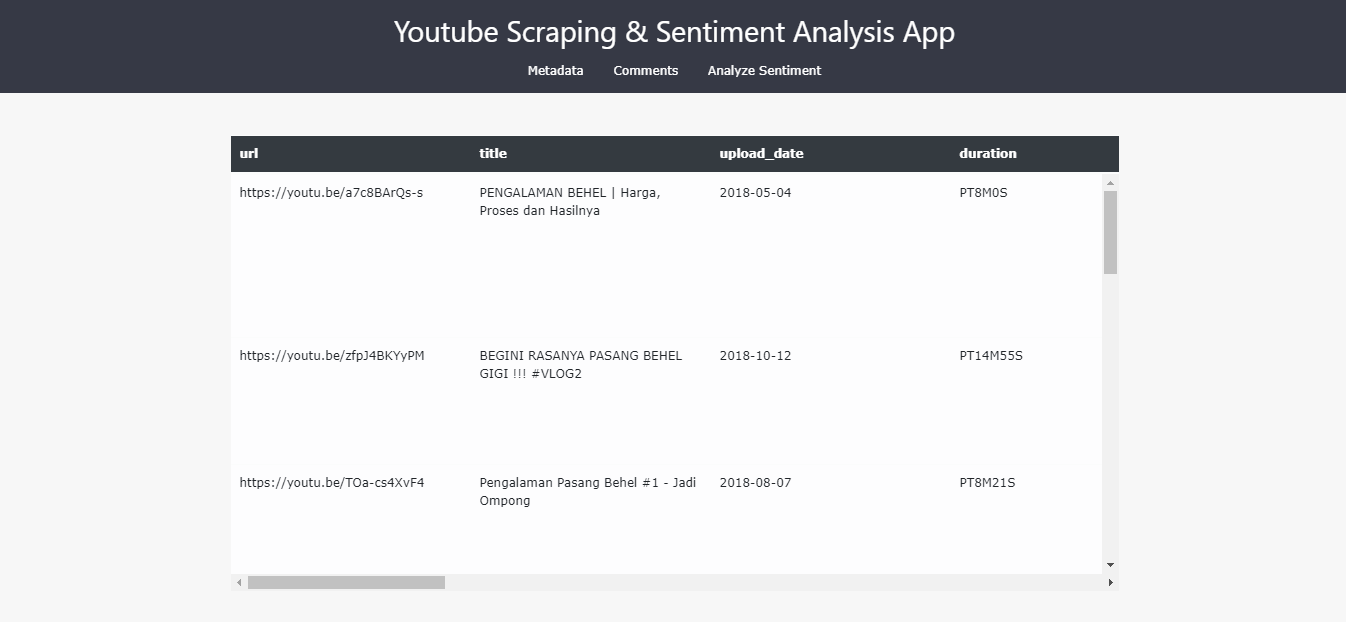 Youtube Scraping & Sentiment Analysis App
Metadata Comments Analyze Sentiment
url title upload_date duration
https://youtu.be/a7c8BArQs-s PENGALAMAN BEHEL | Harga, 2018-05-04 PT8M0S
Proses dan Hasilnya
https://youtu.be/zfpJ4BKYyPM BEGINI RASANYA PASANG BEHEL 2018-10-12 PT14M55S
GIGI !!! #VLOG2
https://youtu.be/TOa-cs4XvF4 Pengalaman Pasang Behel #1 - Jadi 2018-08-07 PT8M21S
Ompong